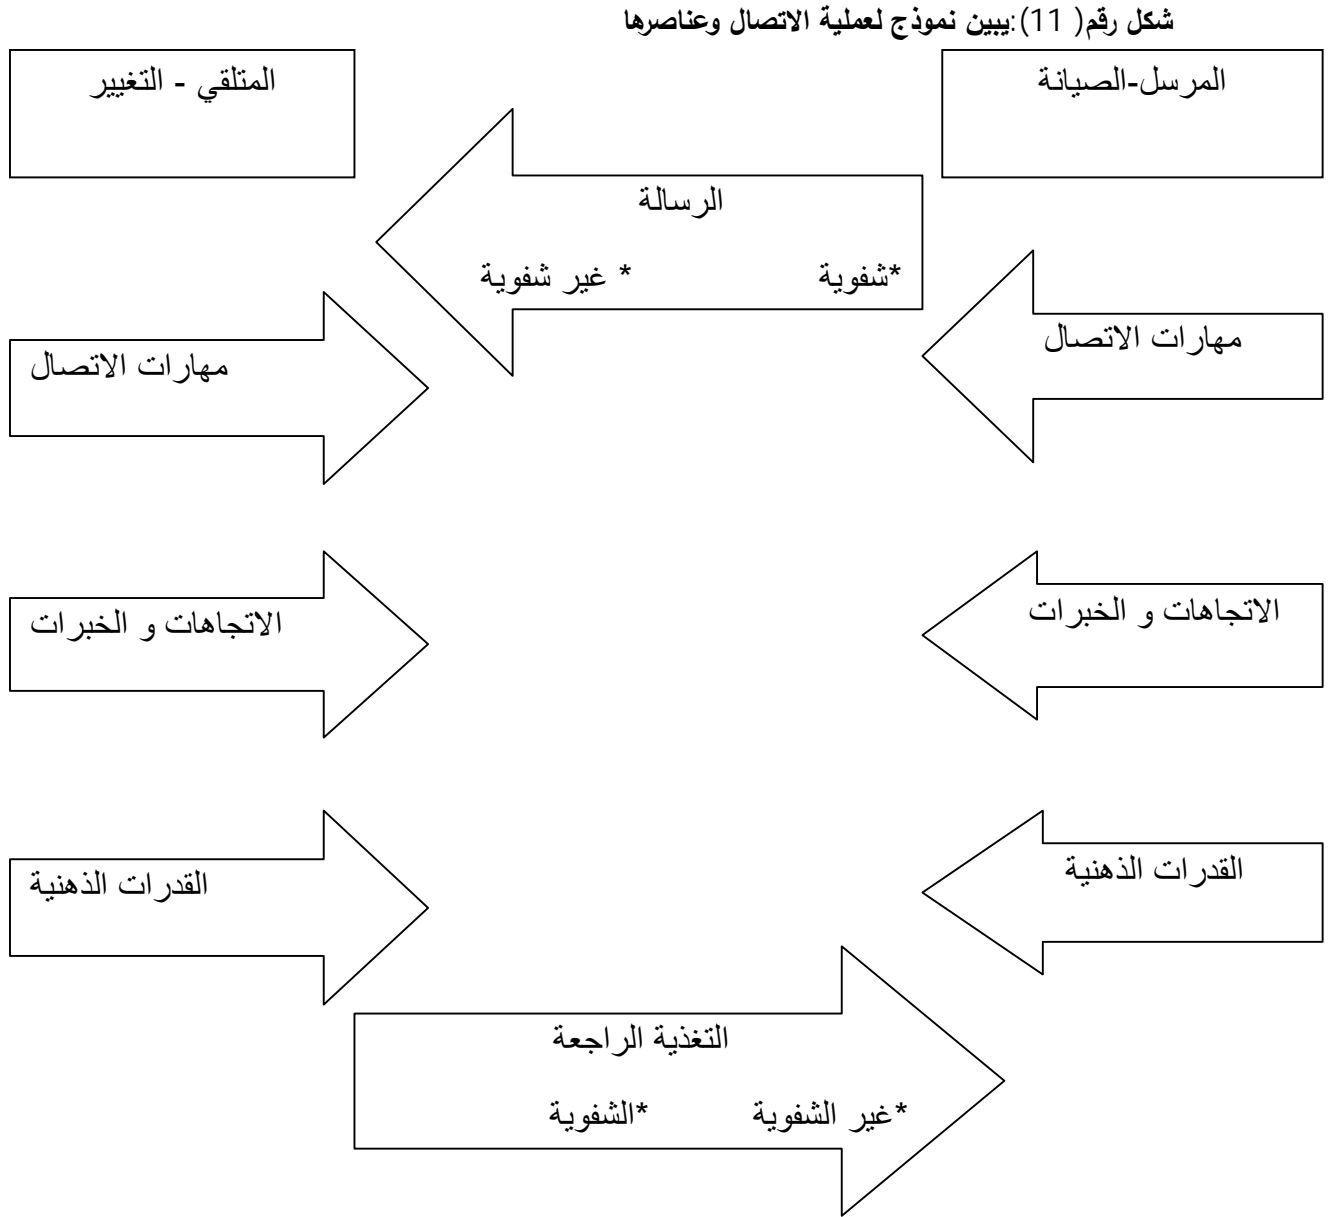 شكل رقم( 11):يبين نموذج لعملية الاتصال وعناصرها
المرسل-الصيانة
المتلقي - التغيير
الرسالة
*شفوية * غير شفوية
مهارات الاتصال
مهارات الاتصال
الاتجاهات و الخبرات
الاتجاهات و الخبرات
القدرات الذهنية
القدرات الذهنية
التغذية الراجعة
*غير الشفوية *الشفوية